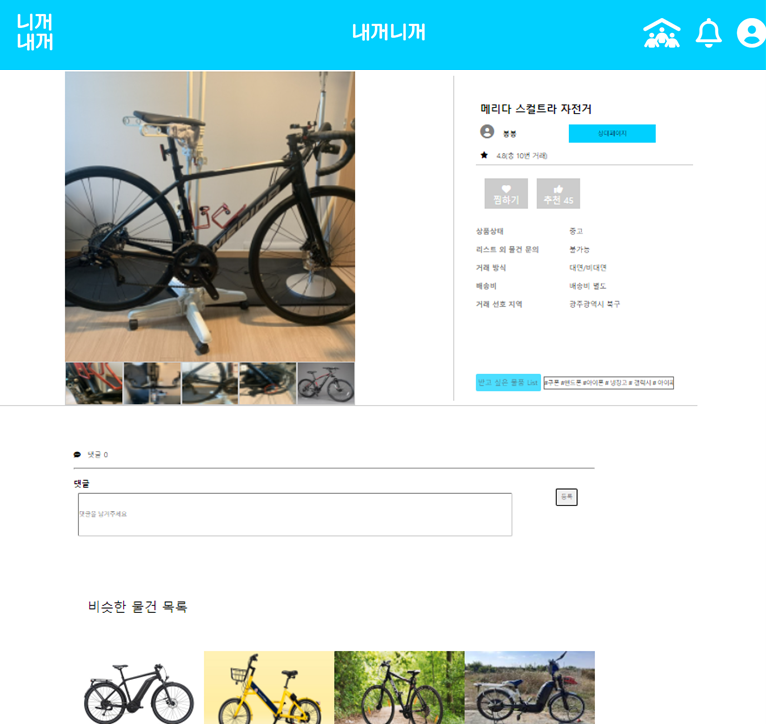 니꺼
내꺼
내꺼니꺼
메리다 스컬트라 자전거
MERIDA
봉봉
상대페이지
4.8(총 10번 거래)
찜하기
추천 45
상품상태 중고
리스트 외 물건 문의 불가능
거래 방식 대면/비대면
배송비 배송비 별도
거래 선호 지역 광주광역시 북구
받고 싶은 물품 List
#쿠폰 #핸드폰 #아이폰 # 냉장고 # 갤럭시 #
댓글 0
댓글
등록
댓글을 남겨주세요
비슷한 물건 목록